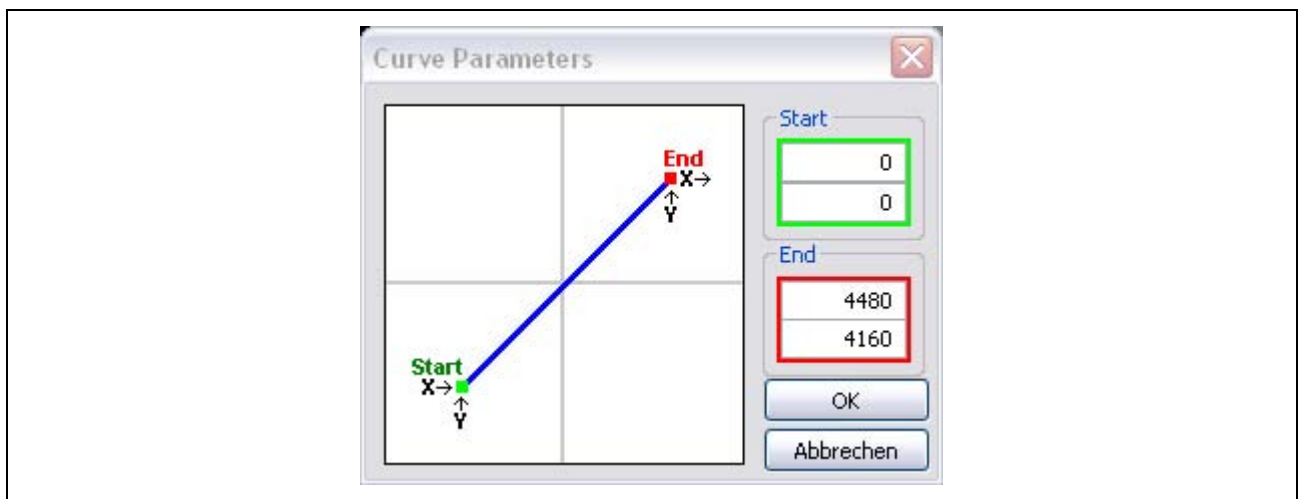 Curve Parameters
End
X→
↑
Y
Start
X→
↑
Y
Start
0
0
End
4480
4160
OK
Abbrechen